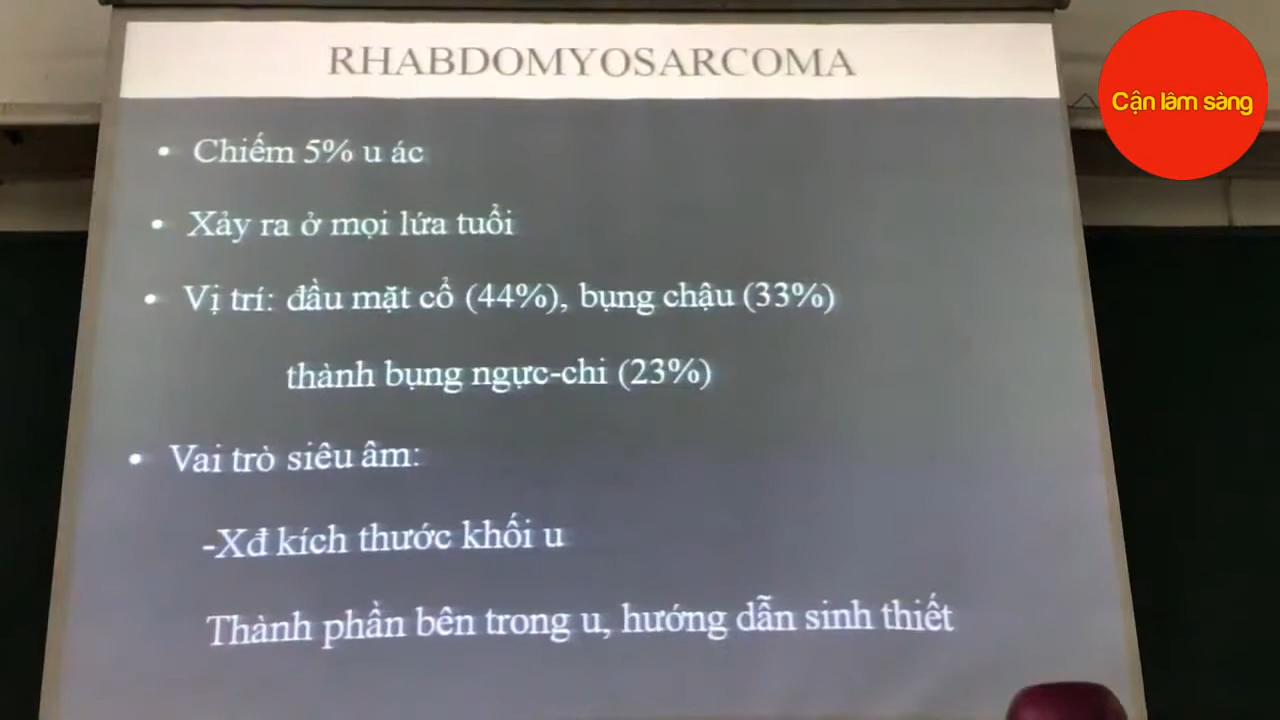 RHABDOMYOSARCOMA
Cận lâm sàng
• Chiếm 5% u ác
• Xảy ra ở mọi lứa tuổi
• Vị trí: đầu mặt cổ (44%), bụng chậu (33%)
thành bụng ngực-chi (23%)
• Vai trò siêu âm:
-Xđ kích thước khối u
Thành phần bên trong u, hướng dẫn sinh thiết